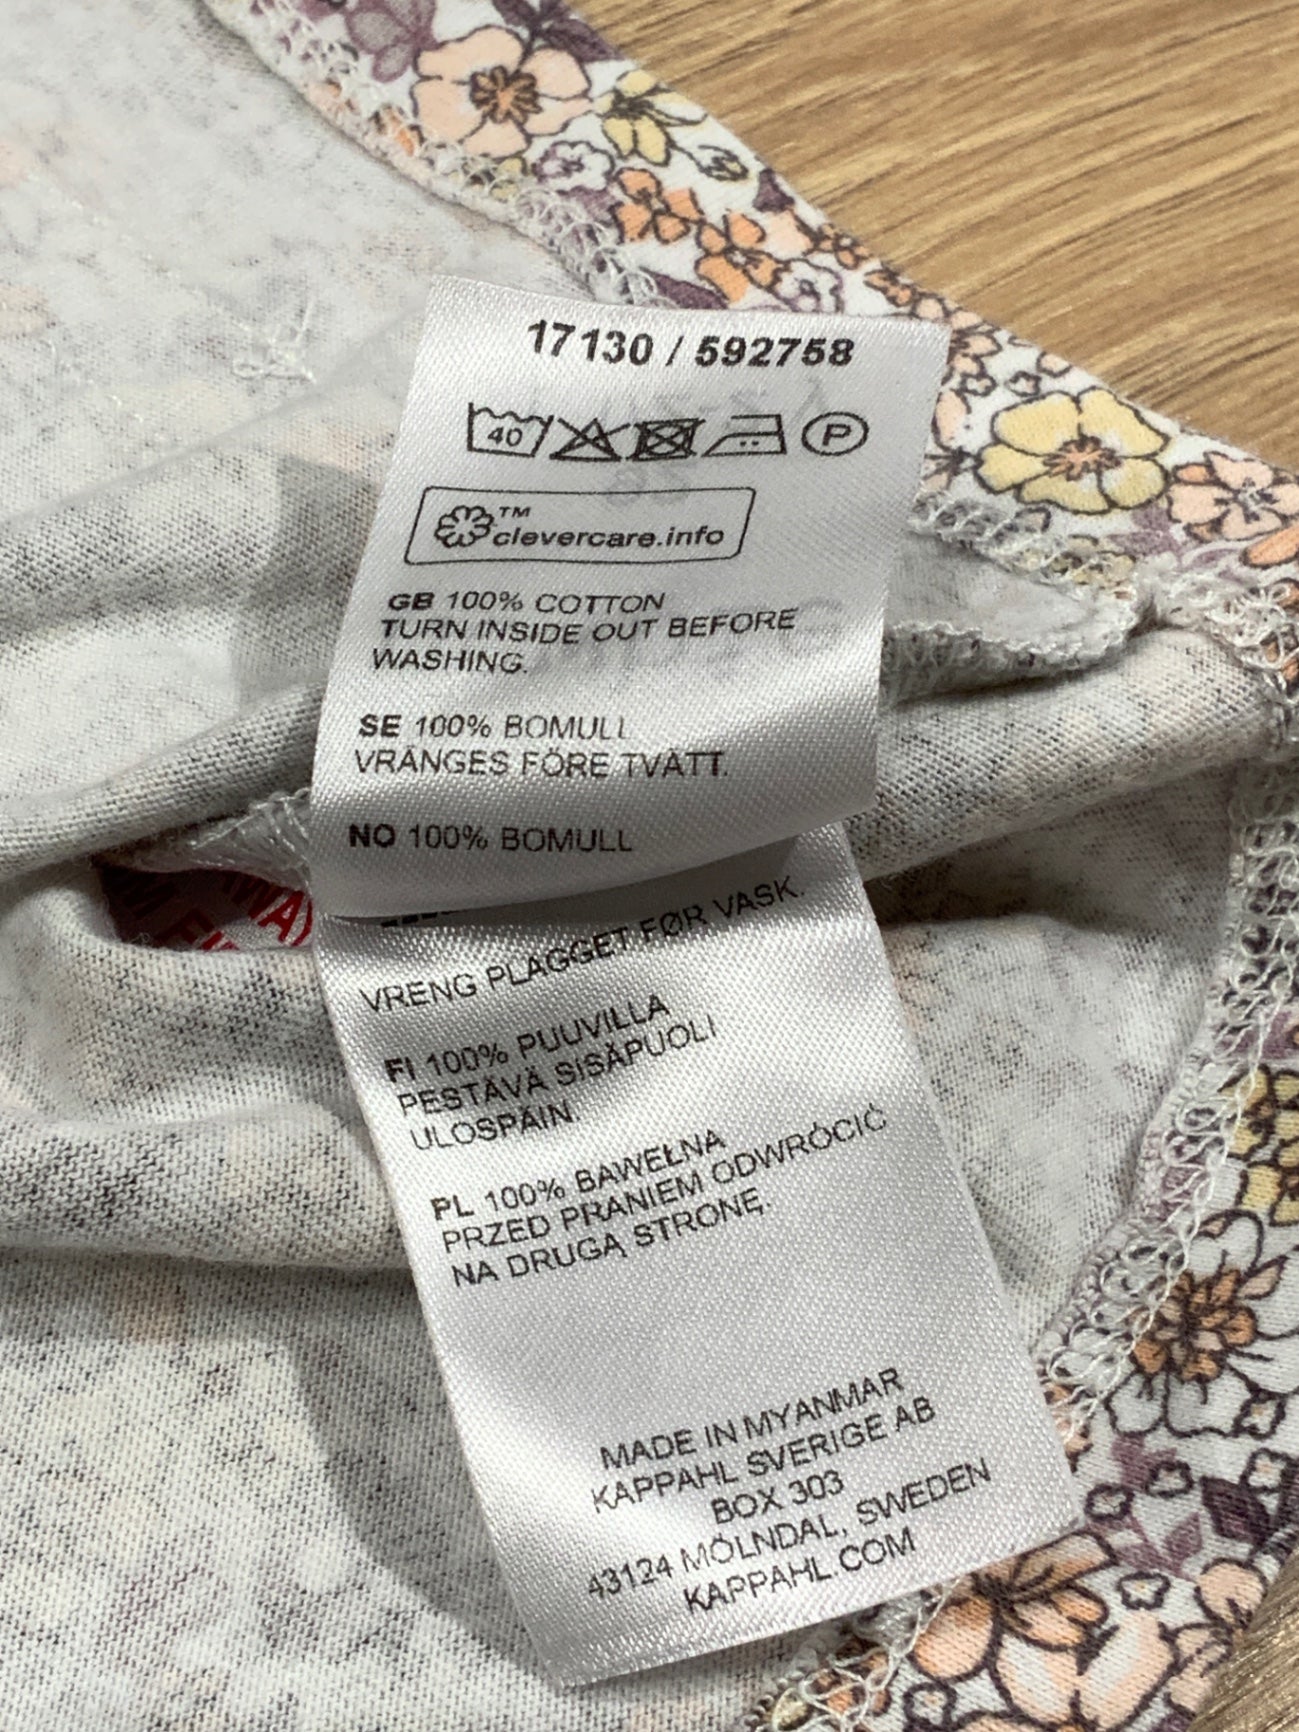 17130 / 592758
40
P
TM
clevercare.info
GB 100% COTTON
TURN INSIDE OUT BEFORE
WASHING.
SE 100% BOMULL
VRÄNGES FÖRE TVÄTT.
NO 100% BOMULL
VRENG PLAGGET FØR VASK.
FI 100% PUUVILLA
PESTÄVÄ SISÄPUOLI
ULOSPÄIN.
PL 100% BAWEŁNA
PRZED PRANIEM ODWRÓCIĆ
NA DRUGĄ STRONĘ.
MADE IN MYANMAR
KAPPAHL SVERIGE AB
BOX 303
43124 MÖLNDAL, SWEDEN
KAPPAHL.COM